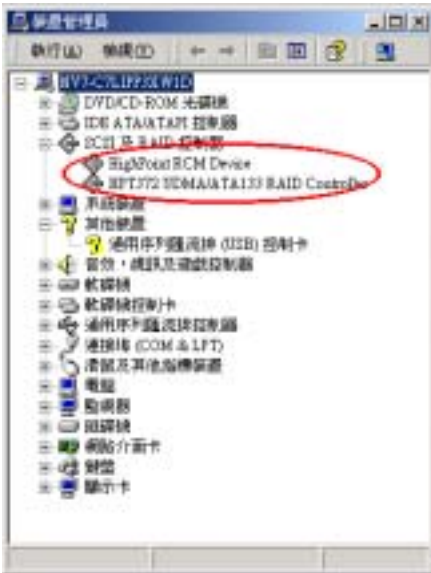 裝置管理員
執行(A) 檢視(V)
DVD/CD-ROM 光碟機
IDE ATA/ATAPI 控制器
SCSI 及 RAID 控制器
HighPoint RCM Device
HPT372 UDMA/ATA133 RAID Controller
系統裝置
其他裝置
通用序列匯流排 (USB) 控制卡
音效，視訊及遊戲控制器
軟碟機
軟碟機控制卡
通用序列匯流排控制器
連接埠 (COM & LPT)
滑鼠及其他指標裝置
電腦
監視器
磁碟機
網路介面卡
鍵盤
顯示卡